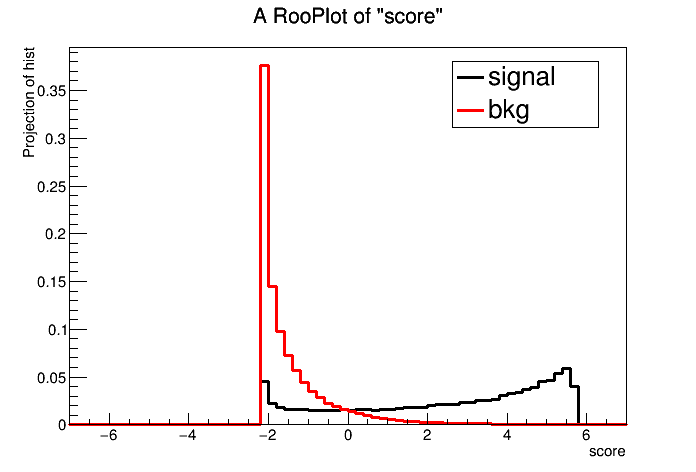 A RooPlot of "score"
Projection of hist
signal
bkg
0.35
0.3
0.25
0.2
0.15
0.1
0.05
0
−6 −4 −2 0 2 4 6
score